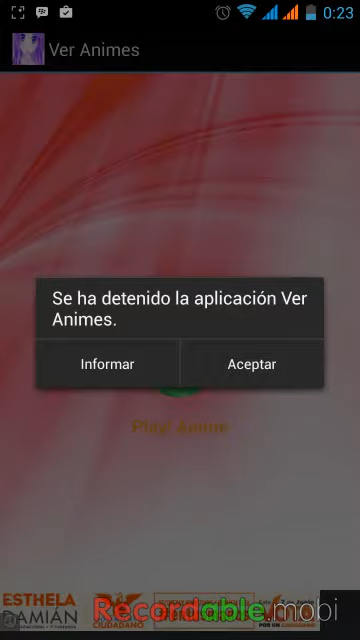 0:23
Ver Animes
Se ha detenido la aplicación Ver
Animes.
Informar
Aceptar
Play Anime
ESTHELA
DAMIÁN
CIUDADANO
Recordable.mobi